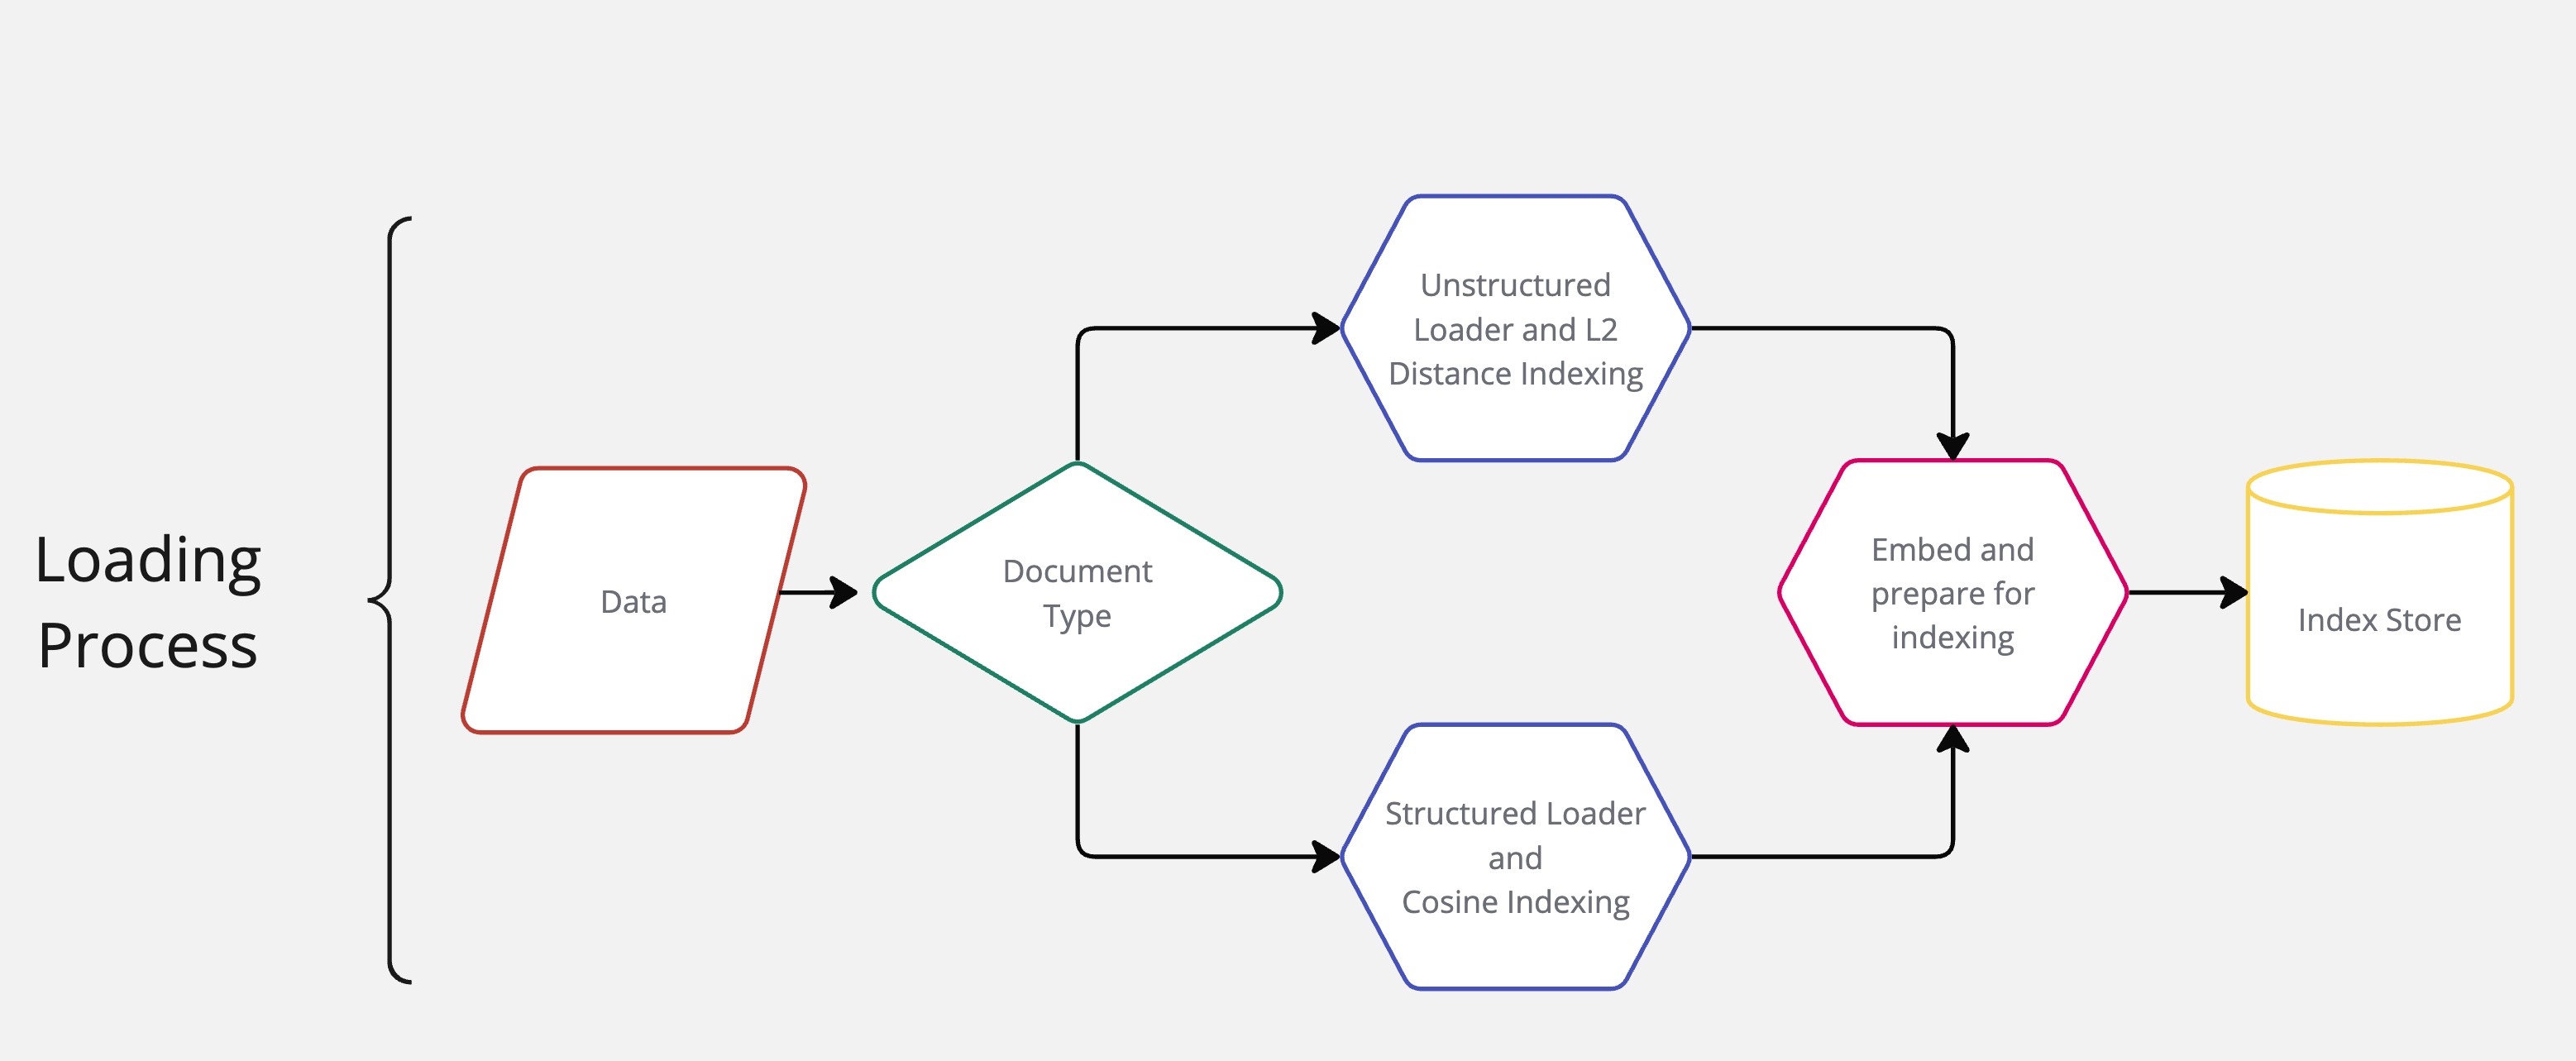 Loading
Process
Data
Document
Type
Unstructured
Loader and L2
Distance Indexing
Structured Loader
and
Cosine Indexing
Embed and
prepare for
indexing
Index Store